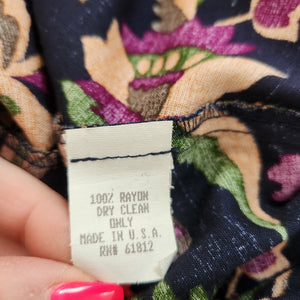 100% RAYON
DRY CLEAN
ONLY
MADE IN U.S.A.
RN# 61812